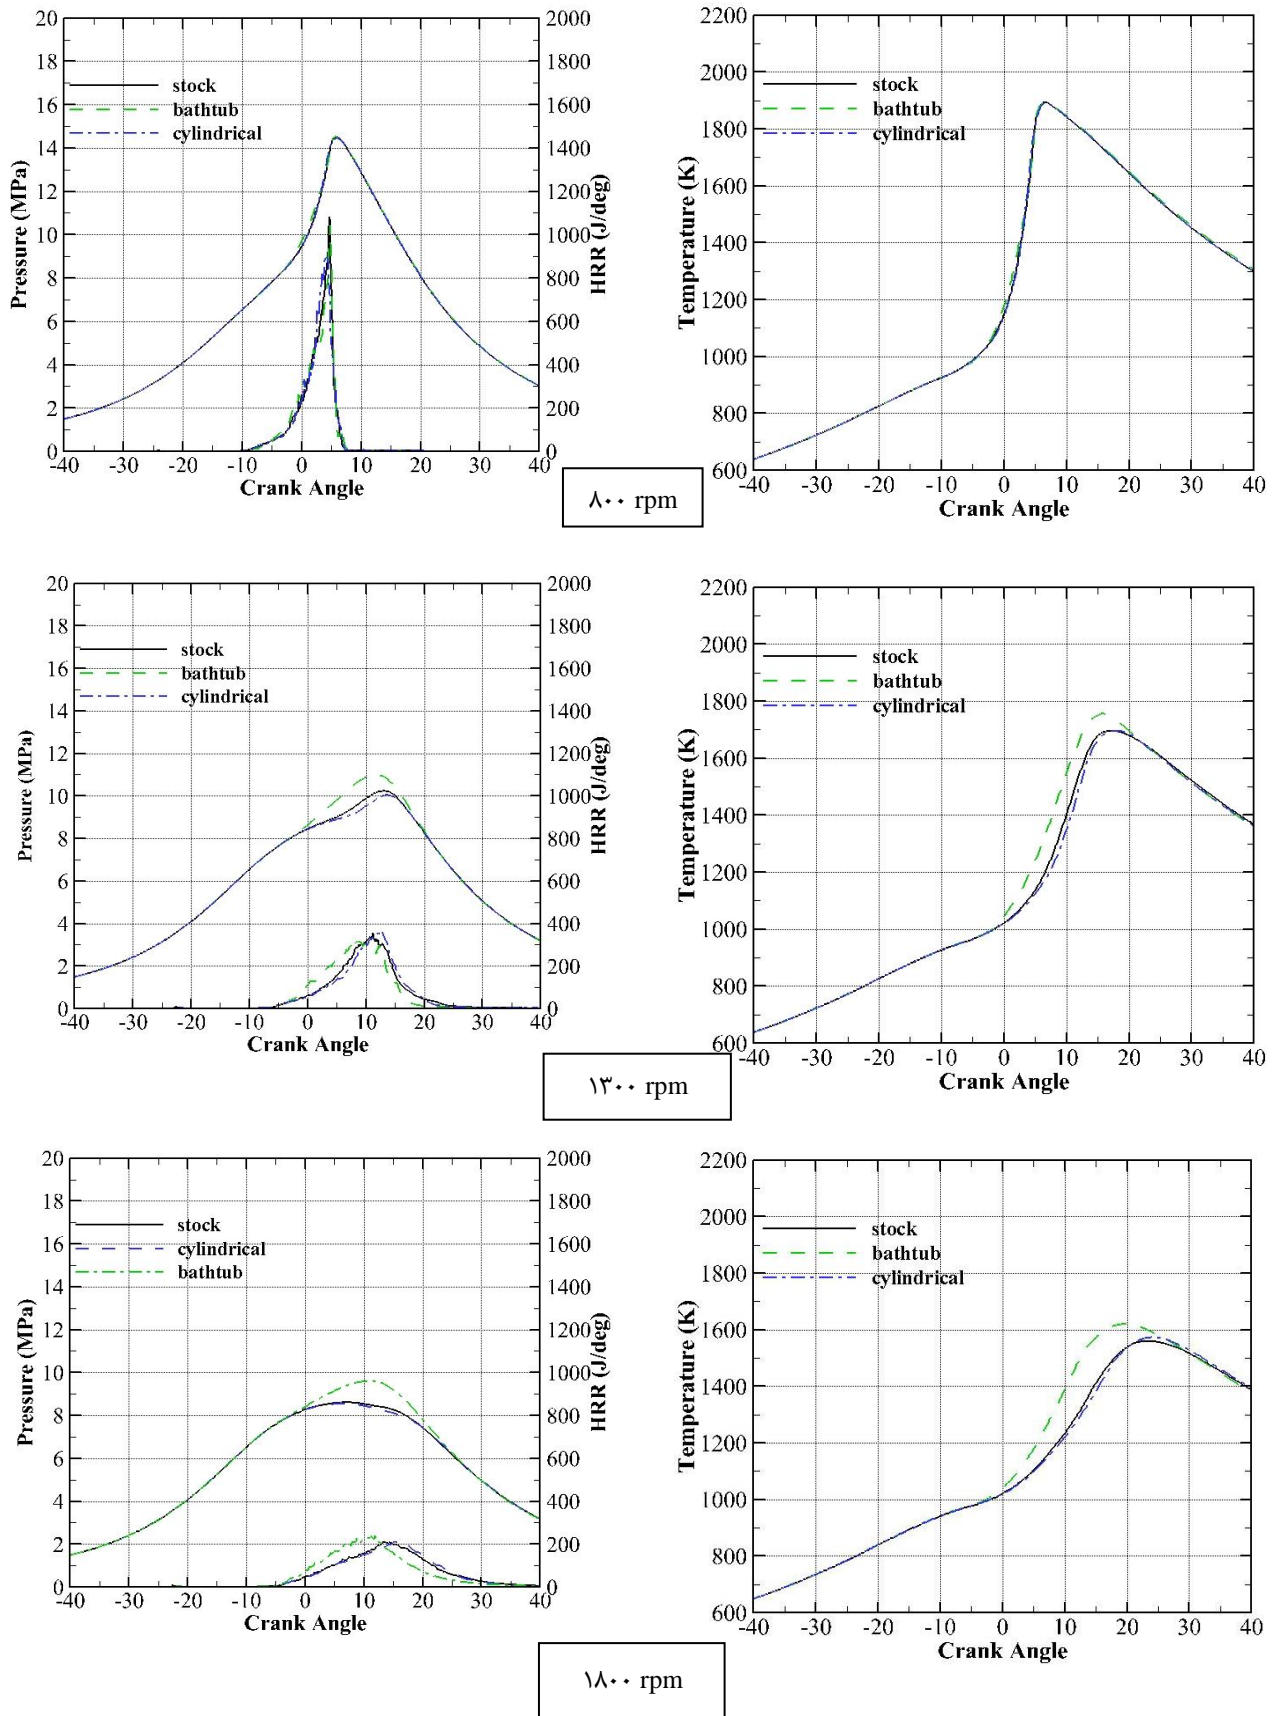 20
18
16
14
12
10
8
6
4
2
0
Pressure (MPa)
2000
1800
1600
1400
1200
1000
800
600
400
200
0
HRR (J/deg)
stock
bathtub
cylindrical
-40 -30 -20 -10 0 10 20 30 40
Crank Angle
2200
2000
1800
1600
1400
1200
1000
800
600
Temperature (K)
stock
bathtub
cylindrical
-40 -30 -20 -10 0 10 20 30 40
Crank Angle
٨٠٠ rpm
20
18
16
14
12
10
8
6
4
2
0
Pressure (MPa)
2000
1800
1600
1400
1200
1000
800
600
400
200
0
HRR (J/deg)
stock
bathtub
cylindrical
-40 -30 -20 -10 0 10 20 30 40
Crank Angle
2200
2000
1800
1600
1400
1200
1000
800
600
Temperature (K)
stock
bathtub
cylindrical
-40 -30 -20 -10 0 10 20 30 40
Crank Angle
١٣٠٠ rpm
20
18
16
14
12
10
8
6
4
2
0
Pressure (MPa)
2000
1800
1600
1400
1200
1000
800
600
400
200
0
HRR (J/deg)
stock
cylindrical
bathtub
-40 -30 -20 -10 0 10 20 30 40
Crank Angle
2200
2000
1800
1600
1400
1200
1000
800
600
Temperature (K)
stock
bathtub
cylindrical
-40 -30 -20 -10 0 10 20 30 40
Crank Angle
١٨٠٠ rpm